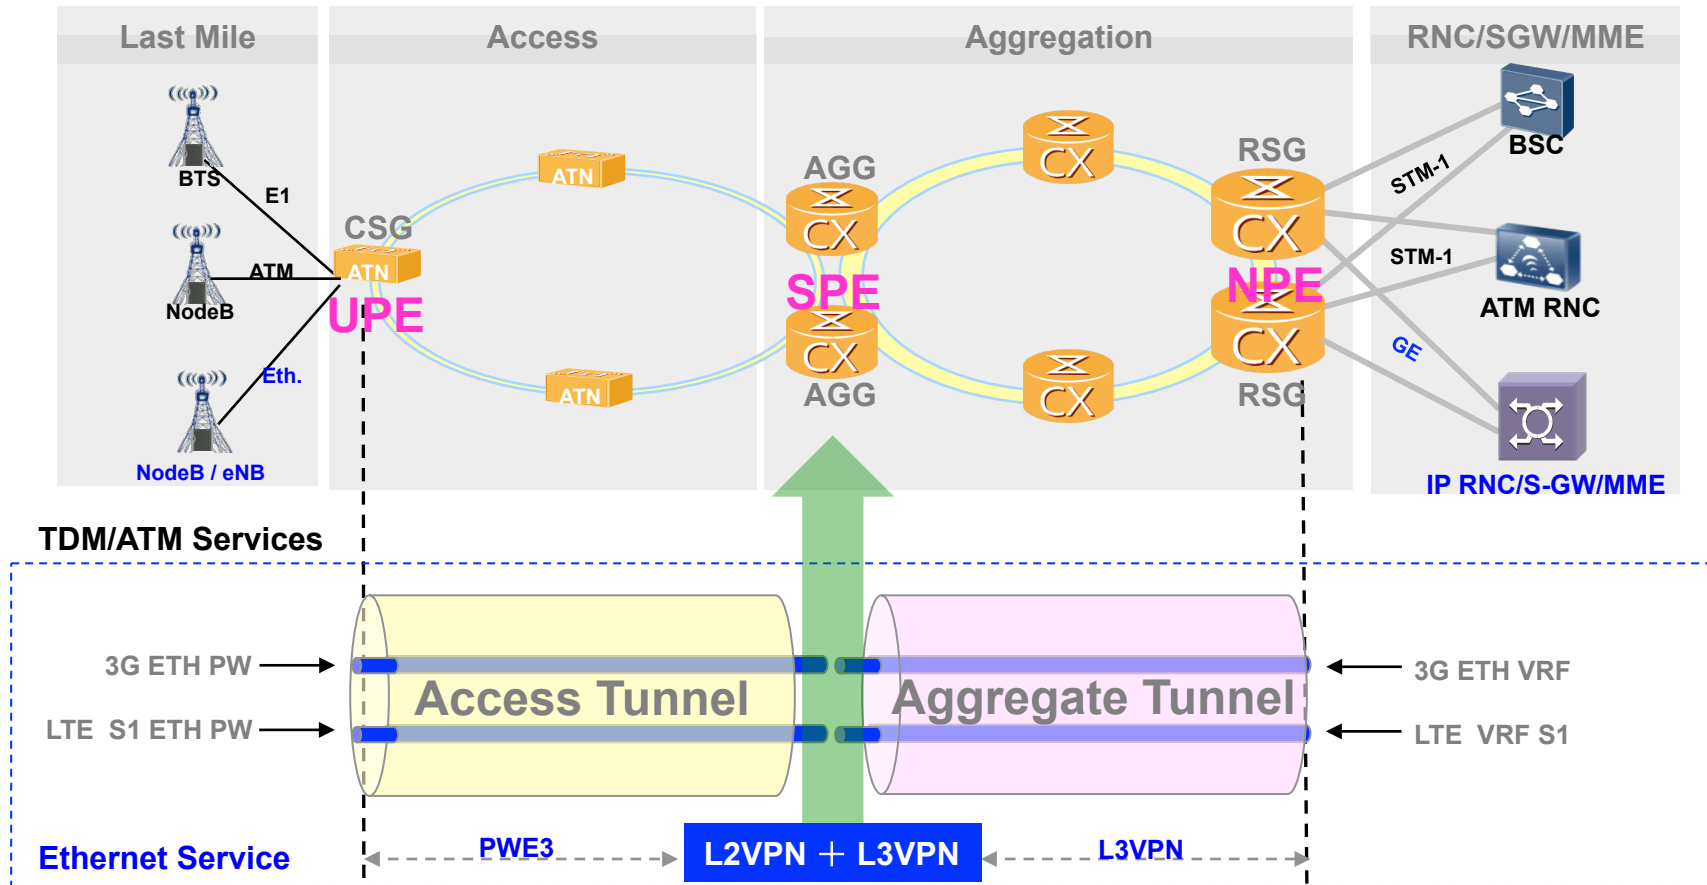 Last Mile
Access
Aggregation
RNC/SGW/MME
BTS
E1
NodeB
ATM
Eth.
NodeB / eNB
CSG
ATN
UPE
ATN
ATN
AGG
CX
SPE
CX
AGG
CX
CX
RSG
CX
NPE
CX
RSG
STM-1
STM-1
GE
BSC
ATM RNC
IP RNC/S-GW/MME
TDM/ATM Services
3G ETH PW
LTE S1 ETH PW
Access Tunnel
Aggregate Tunnel
3G ETH VRF
LTE VRF S1
Ethernet Service
PWE3
L2VPN + L3VPN
L3VPN